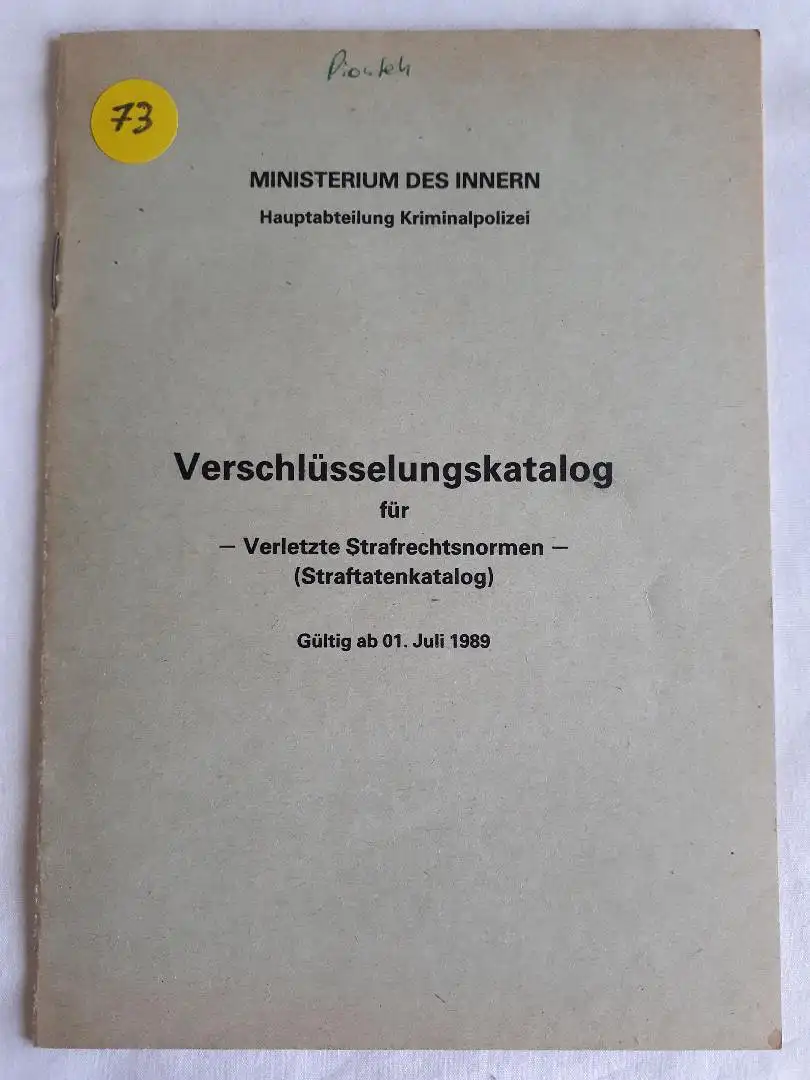 73
MINISTERIUM DES INNERN
Hauptabteilung Kriminalpolizei
Verschlüsselungskatalog
für
— Verletzte Strafrechtsnormen —
(Straftatenkatalog)
Gültig ab 01. Juli 1989